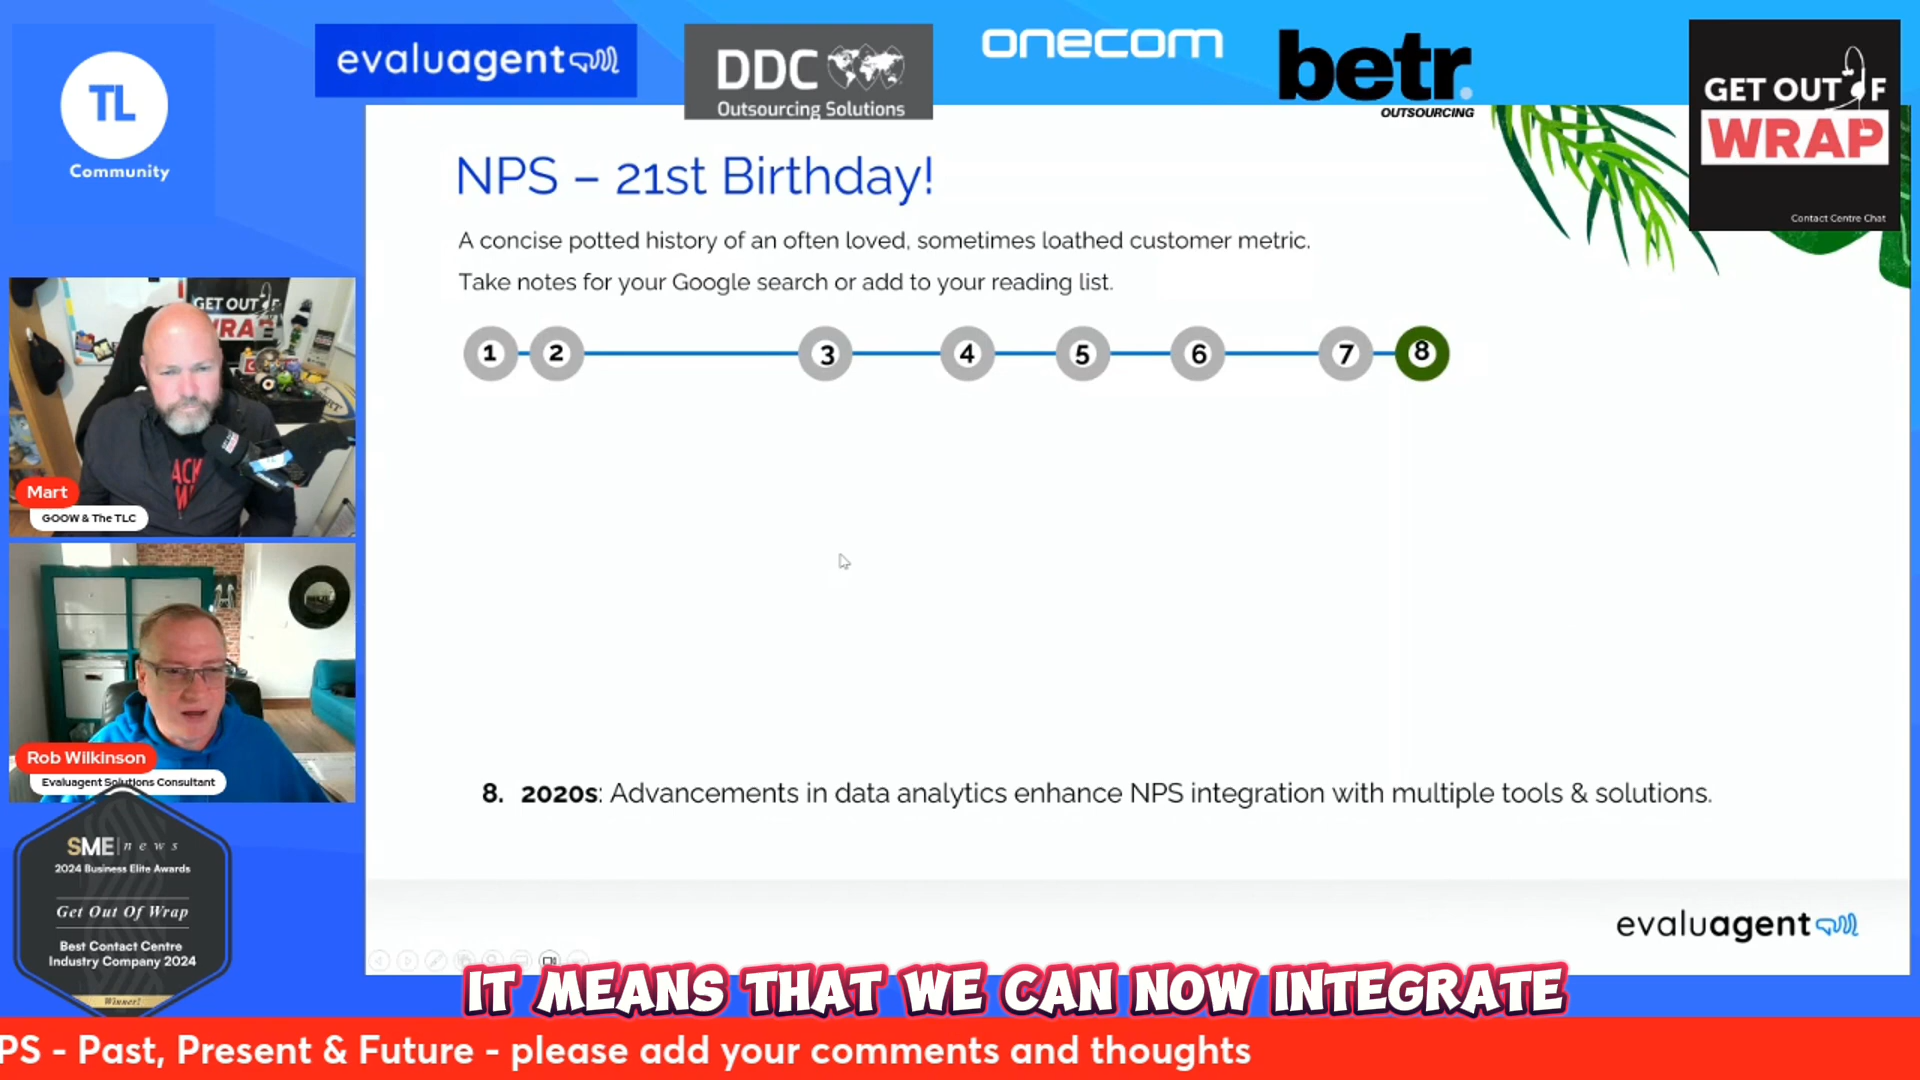 TL
Community
evaluagent
DDC
Outsourcing Solutions
onecom
betr.
OUTSOURCING
GET OUT OF
WRAP
Contact Centre Chat
NPS – 21st Birthday!
A concise potted history of an often loved, sometimes loathed customer metric.
Take notes for your Google search or add to your reading list.
1 2 3 4 5 6 7 8
GET OUT OF
WRA
Mart
GOOW & The TLC
Rob Wilkinson
Evaluagent Solutions Consultant
8. 2020s: Advancements in data analytics enhance NPS integration with multiple tools & solutions.
SME news
2024 Business Elite Awards
Get Out Of Wrap
Best Contact Centre
Industry Company 2024
Winner!
evaluagent
IT MEANS THAT WE CAN NOW INTEGRATE
PS - Past, Present & Future - please add your comments and thoughts